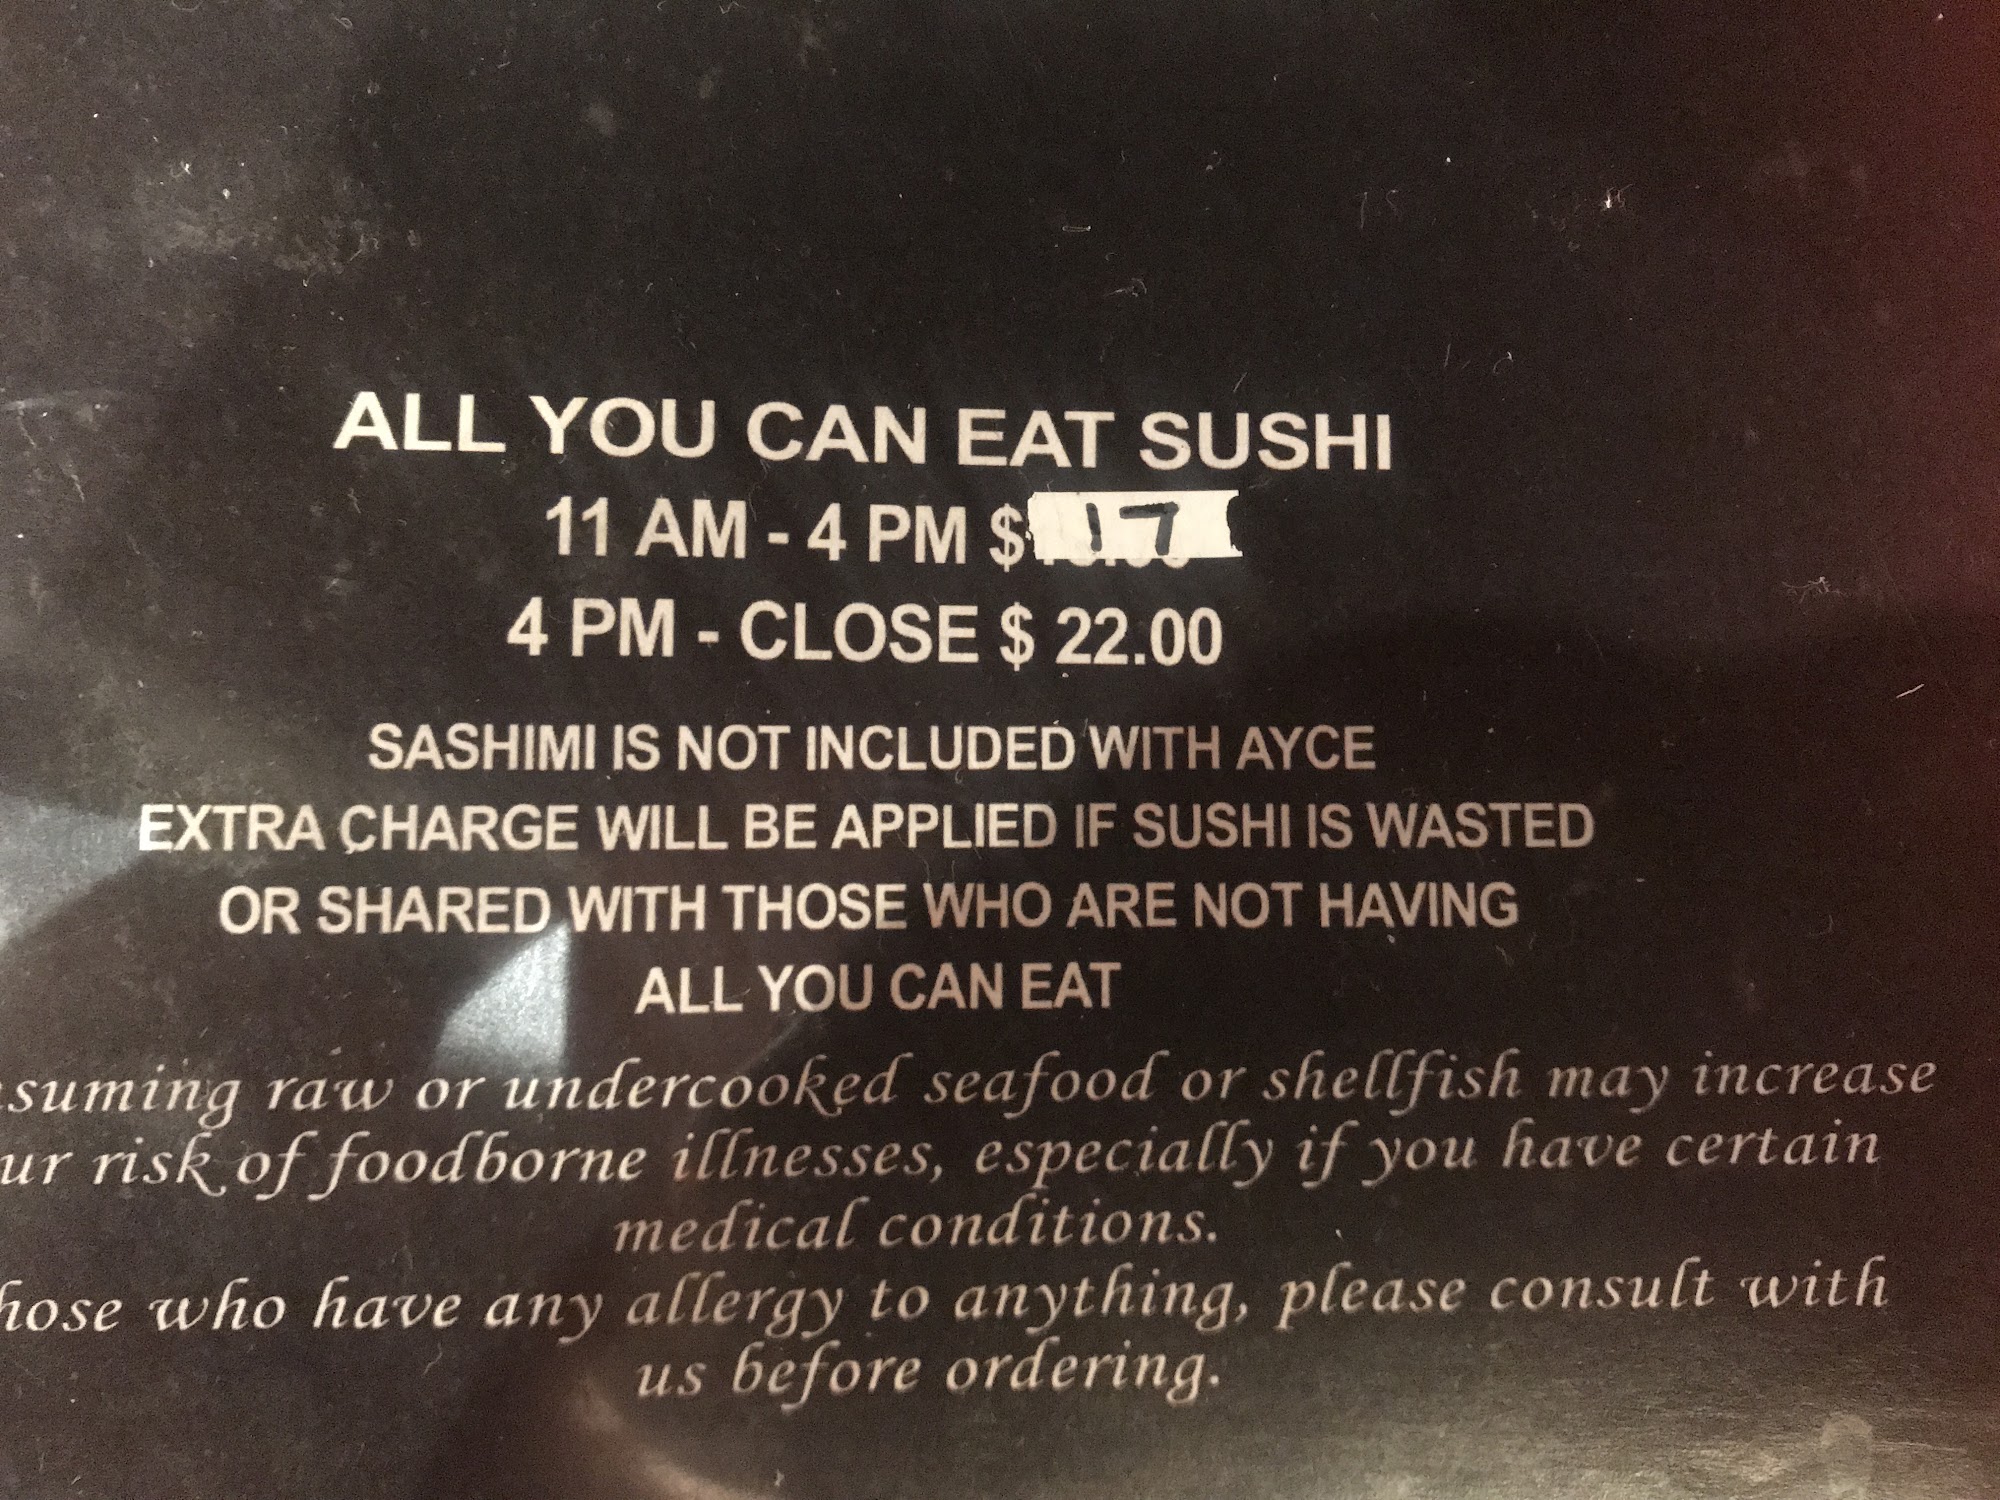 ALL YOU CAN EAT SUSHI
11 AM - 4 PM $ 17
4 PM - CLOSE $ 22.00
SASHIMI IS NOT INCLUDED WITH AYCE
EXTRA CHARGE WILL BE APPLIED IF SUSHI IS WASTED
OR SHARED WITH THOSE WHO ARE NOT HAVING
ALL YOU CAN EAT
suming raw or undercooked seafood or shellfish may increase
ur risk of foodborne illnesses, especially if you have certain
medical conditions.
hose who have any allergy to anything, please consult with
us before ordering.